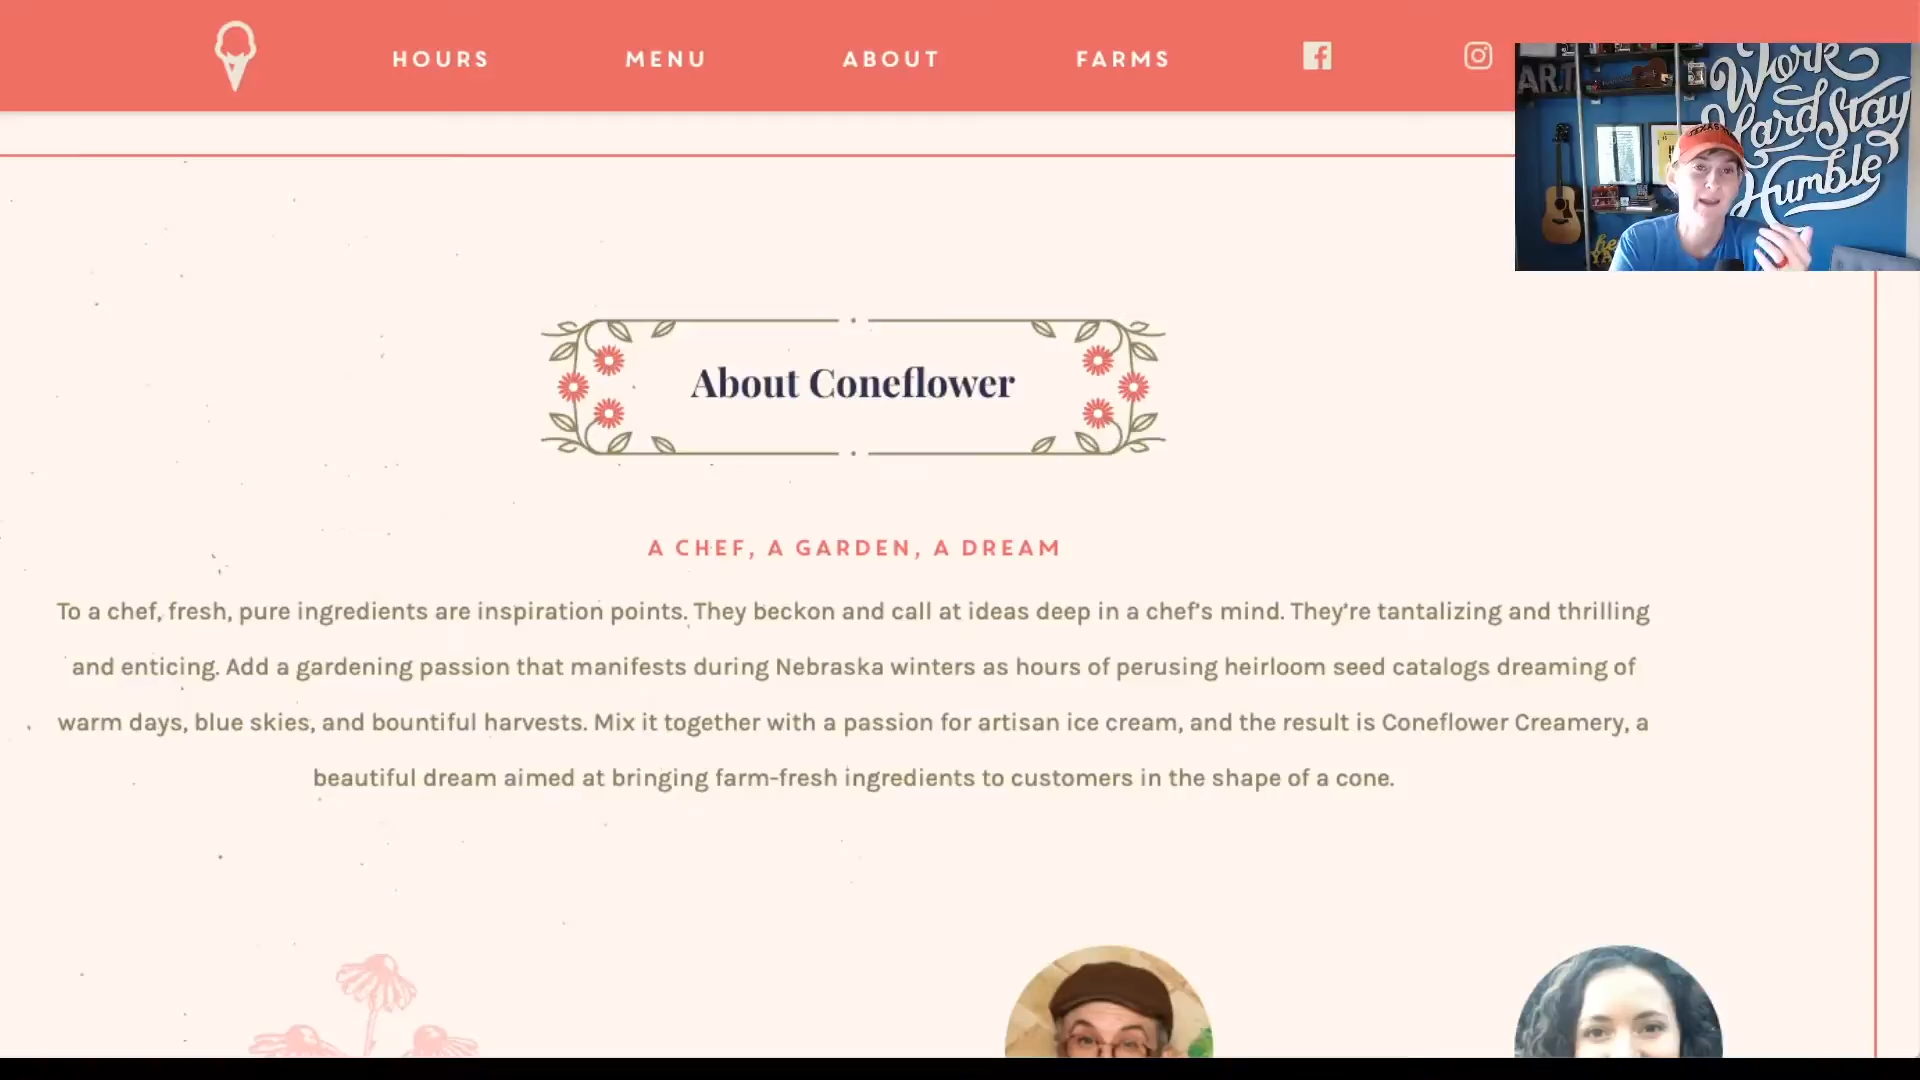 HOURS MENU ABOUT FARMS
ART
Work
Hard Stay
Humble
TEXAS
About Coneflower
A CHEF, A GARDEN, A DREAM
To a chef, fresh, pure ingredients are inspiration points. They beckon and call at ideas deep in a chef's mind. They're tantalizing and thrilling
and enticing. Add a gardening passion that manifests during Nebraska winters as hours of perusing heirloom seed catalogs dreaming of
warm days, blue skies, and bountiful harvests. Mix it together with a passion for artisan ice cream, and the result is Coneflower Creamery, a
beautiful dream aimed at bringing farm-fresh ingredients to customers in the shape of a cone.